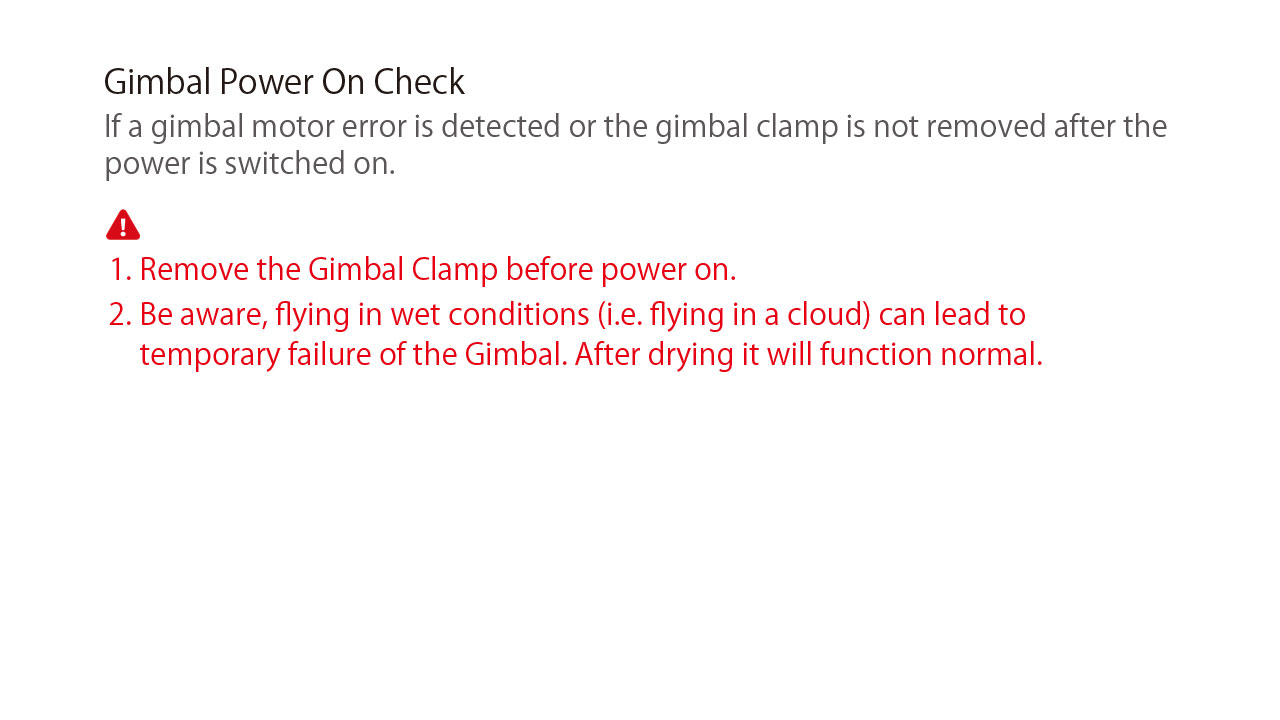 Gimbal Power On Check
If a gimbal motor error is detected or the gimbal clamp is not removed after the
power is switched on.
1. Remove the Gimbal Clamp before power on.
2. Be aware, flying in wet conditions (i.e. flying in a cloud) can lead to
temporary failure of the Gimbal. After drying it will function normal.